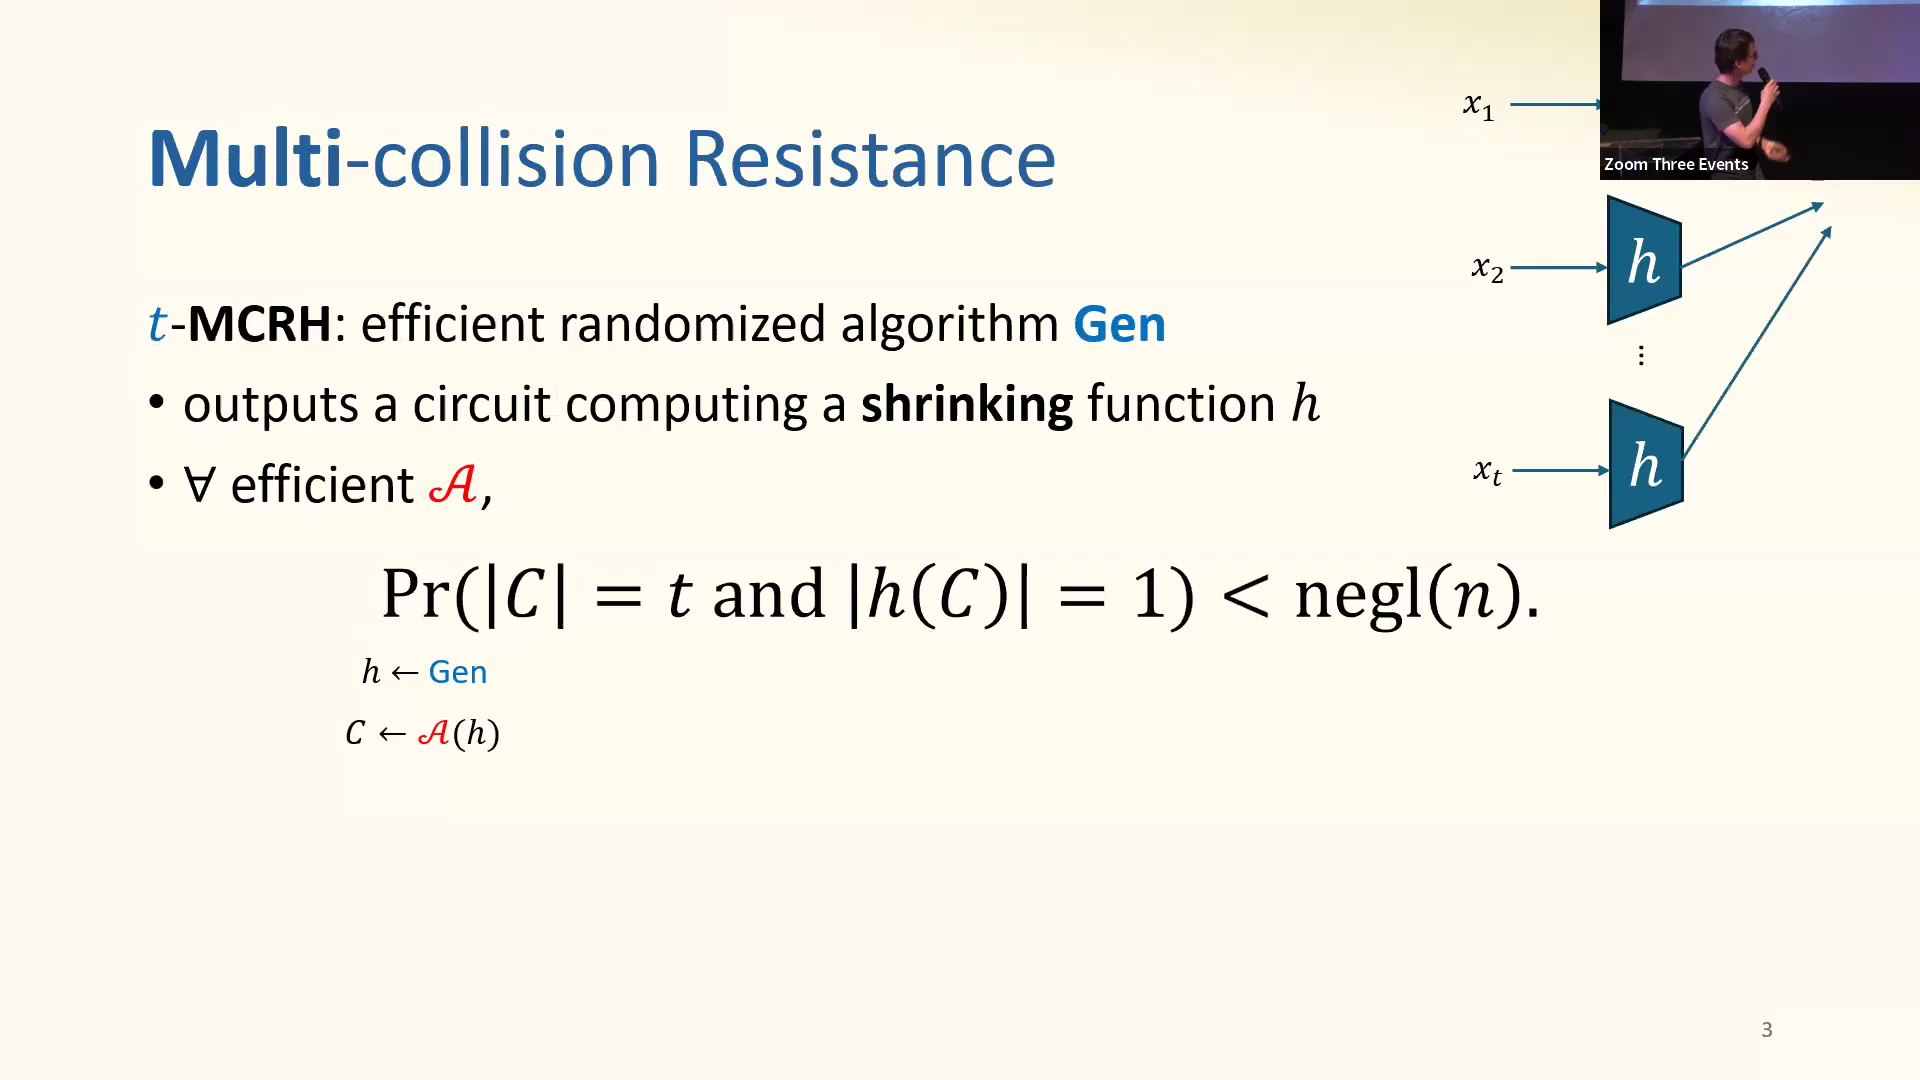 Multi-collision Resistance
t-MCRH: efficient randomized algorithm Gen
• outputs a circuit computing a shrinking function h
• ∀ efficient 𝒜,
Pr(|C| = t and |h(C)| = 1) < negl(n).
h ← Gen
C ← 𝒜(h)
x₁
Zoom Three Events
x₂
h
⋮
xₜ
h
3